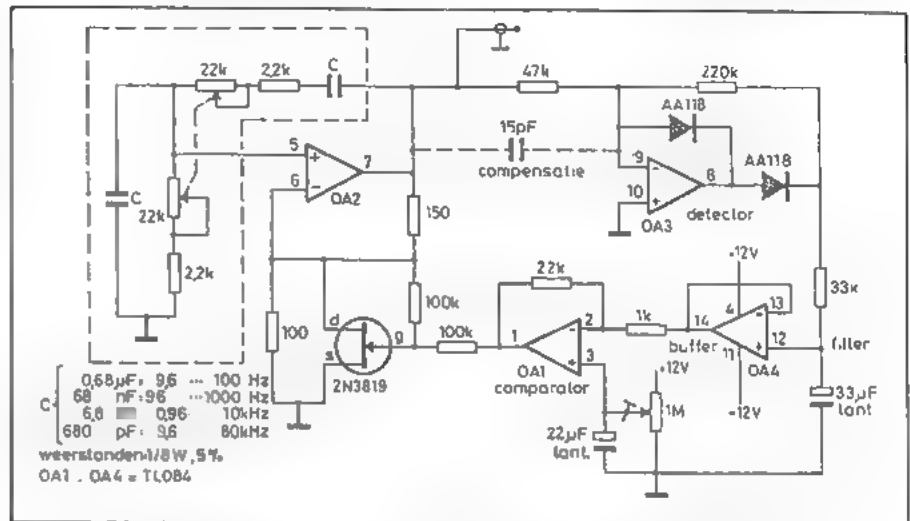 22k
2,2k
C
47k
220k
AA118
15pF
compensatie
AA118
5
+
7
6
-
OA2
9
-
8
10
+
OA3
detector
C
22k
2,2k
150
100k
100
d
s
g
2N3819
100k
22k
1
-
2
+
3
OA1
comparator
1k
buffer
14
-12V
4
-
13
+
12
11
OA4
-12V
33k
filter
33µF
tant
+12V
1M
22µF
tant.
C
0,68µF: 9,6 ... 100 Hz
68 nF: 96 ... 1000 Hz
6,8 0,96 10kHz
680 pF: 9,6 80kHz
weerstanden: 1/8W, 5%
OA1 . OA4 = TL084